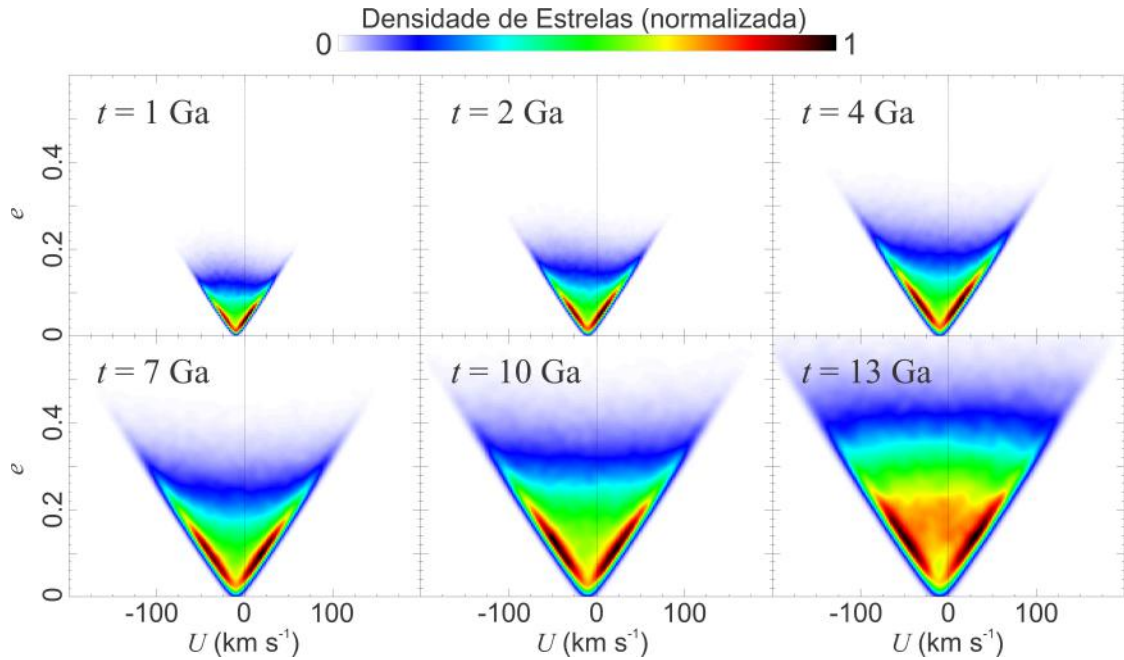 Densidade de Estrelas (normalizada)
0 1
t = 1 Ga t = 2 Ga t = 4 Ga
0.4
0.2
0
e
t = 7 Ga t = 10 Ga t = 13 Ga
0.4
0.2
0
e
-100 0 100 -100 0 100 -100 0 100
U (km s⁻¹) U (km s⁻¹) U (km s⁻¹)